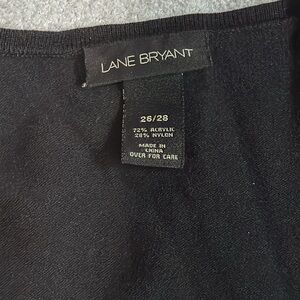 LANE BRYANT
26/28
72% ACRYLIC
28% NYLON
MADE IN
CHINA
OVER FOR CARE